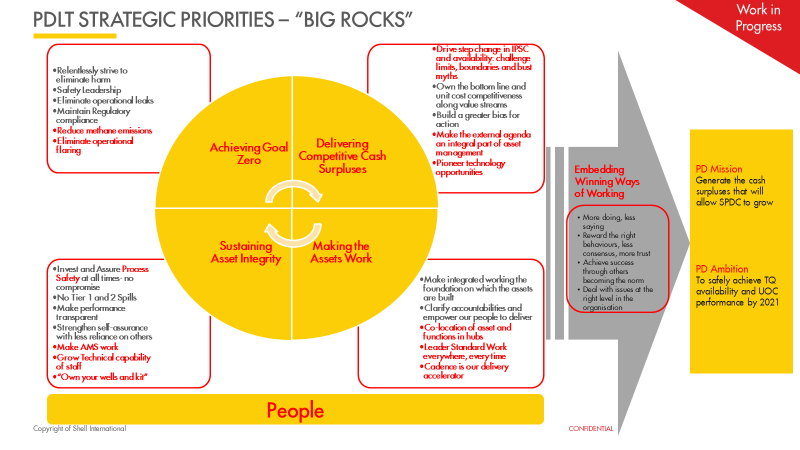 PDLT STRATEGIC PRIORITIES – “BIG ROCKS”
Work in
Progress
•Relentlessly strive to
eliminate harm
•Safety Leadership
•Eliminate operational leaks
•Maintain Regulatory
compliance
•Reduce methane emissions
•Eliminate operational
flaring
•Drive step change in IPSC
and availability: challenge
limits, boundaries and bust
myths
•Own the bottom line and
unit cost competitiveness
along value streams
•Build a greater bias for
action
•Make the external agenda
an integral part of asset
management
•Pioneer technology
opportunities
Achieving Goal
Zero
Delivering
Competitive Cash
Surpluses
Sustaining
Asset Integrity
Making the
Assets Work
•Invest and Assure Process
Safety at all times- no
compromise
•No Tier 1 and 2 Spills
•Make performance
transparent
•Strengthen self-assurance
with less reliance on others
•Make AMS work
•Grow Technical capability
of staff
•“Own your wells and kit”
•Make integrated working the
foundation on which the assets
are built
•Clarify accountabilities and
empower our people to deliver
•Co-location of asset and
functions in hubs
•Leader Standard Work
everywhere, every time
•Cadence is our delivery
accelerator
Embedding
Winning Ways
of Working
• More doing, less
saying
• Reward the right
behaviours, less
consensus, more trust
• Achieve success
through others
becoming the norm
• Deal with issues at the
right level in the
organisation
PD Mission
Generate the cash
surpluses that will
allow SPDC to grow
PD Ambition
To safely achieve TQ
availability and UOC
performance by 2021
People
Copyright of Shell International
CONFIDENTIAL